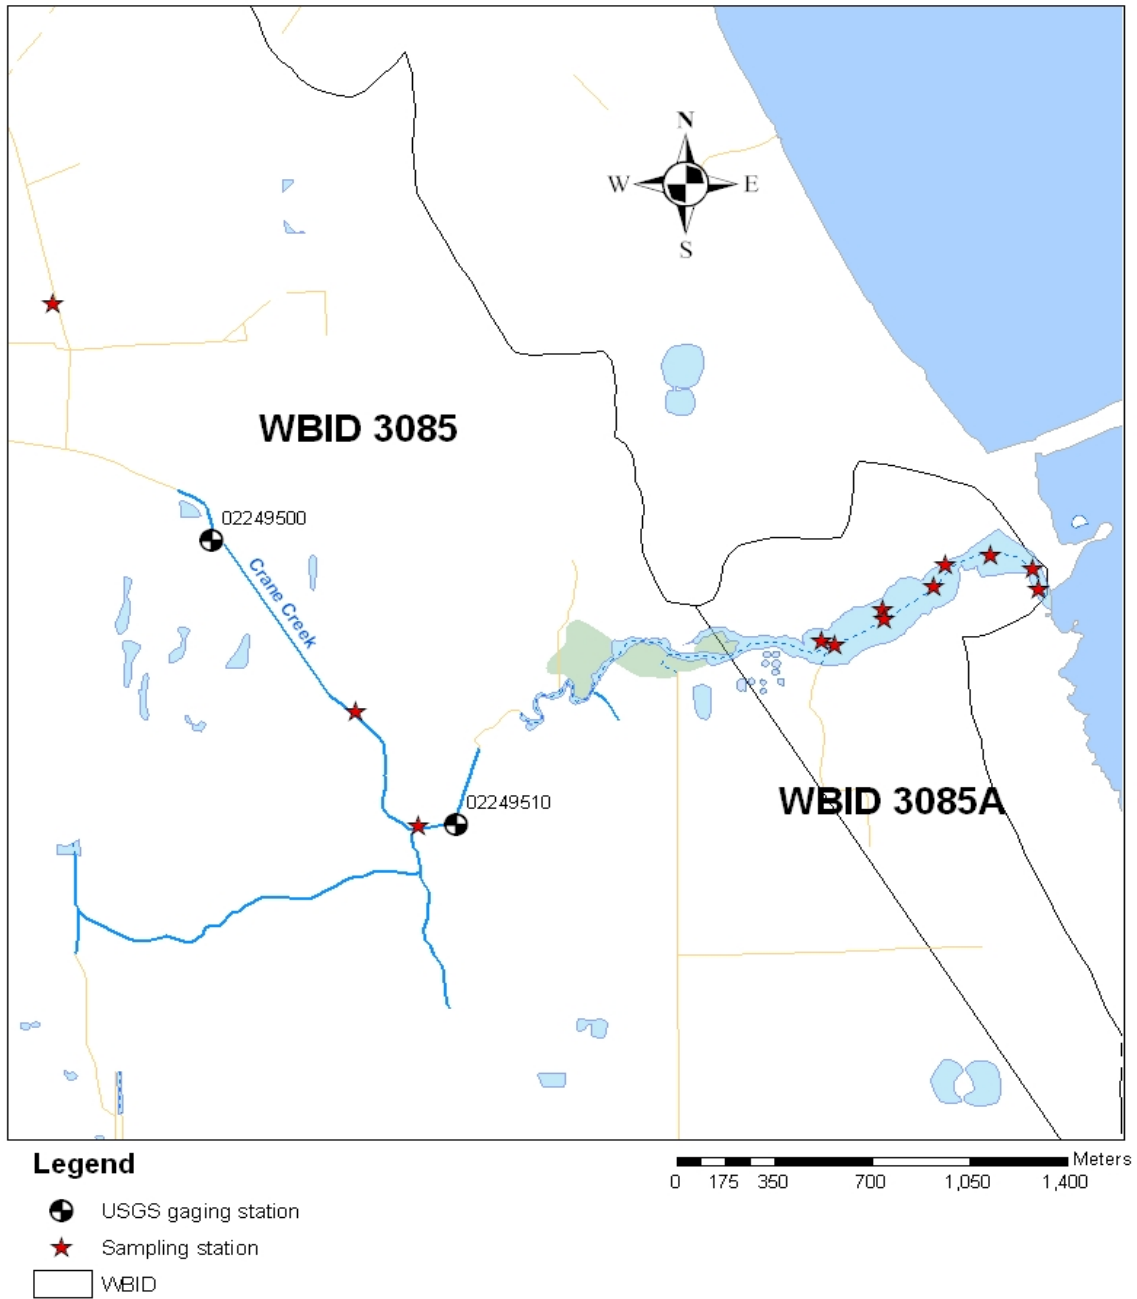 N
W E
S
WBID 3085
02249500
Crane Creek
02249510
WBID 3085A
Legend
USGS gaging station
Sampling station
WBID
Meters
0 175 350 700 1,050 1,400